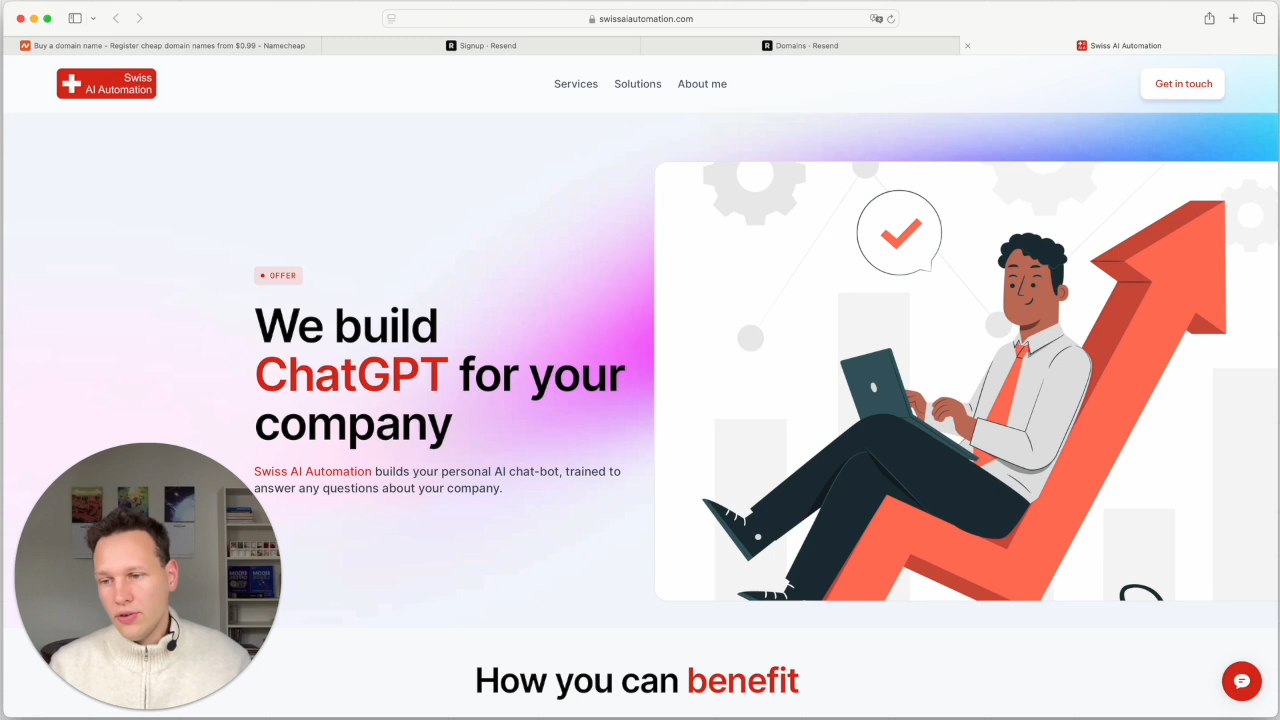 swissaiautomation.com
Buy a domain name - Register cheap domain names from $0.99 - Namecheap
Signup · Resend
Domains · Resend
Swiss AI Automation
Swiss
AI Automation
Services
Solutions
About me
Get in touch
OFFER
We build
ChatGPT for your
company
Swiss AI Automation builds your personal AI chat-bot, trained to
answer any questions about your company.
How you can benefit